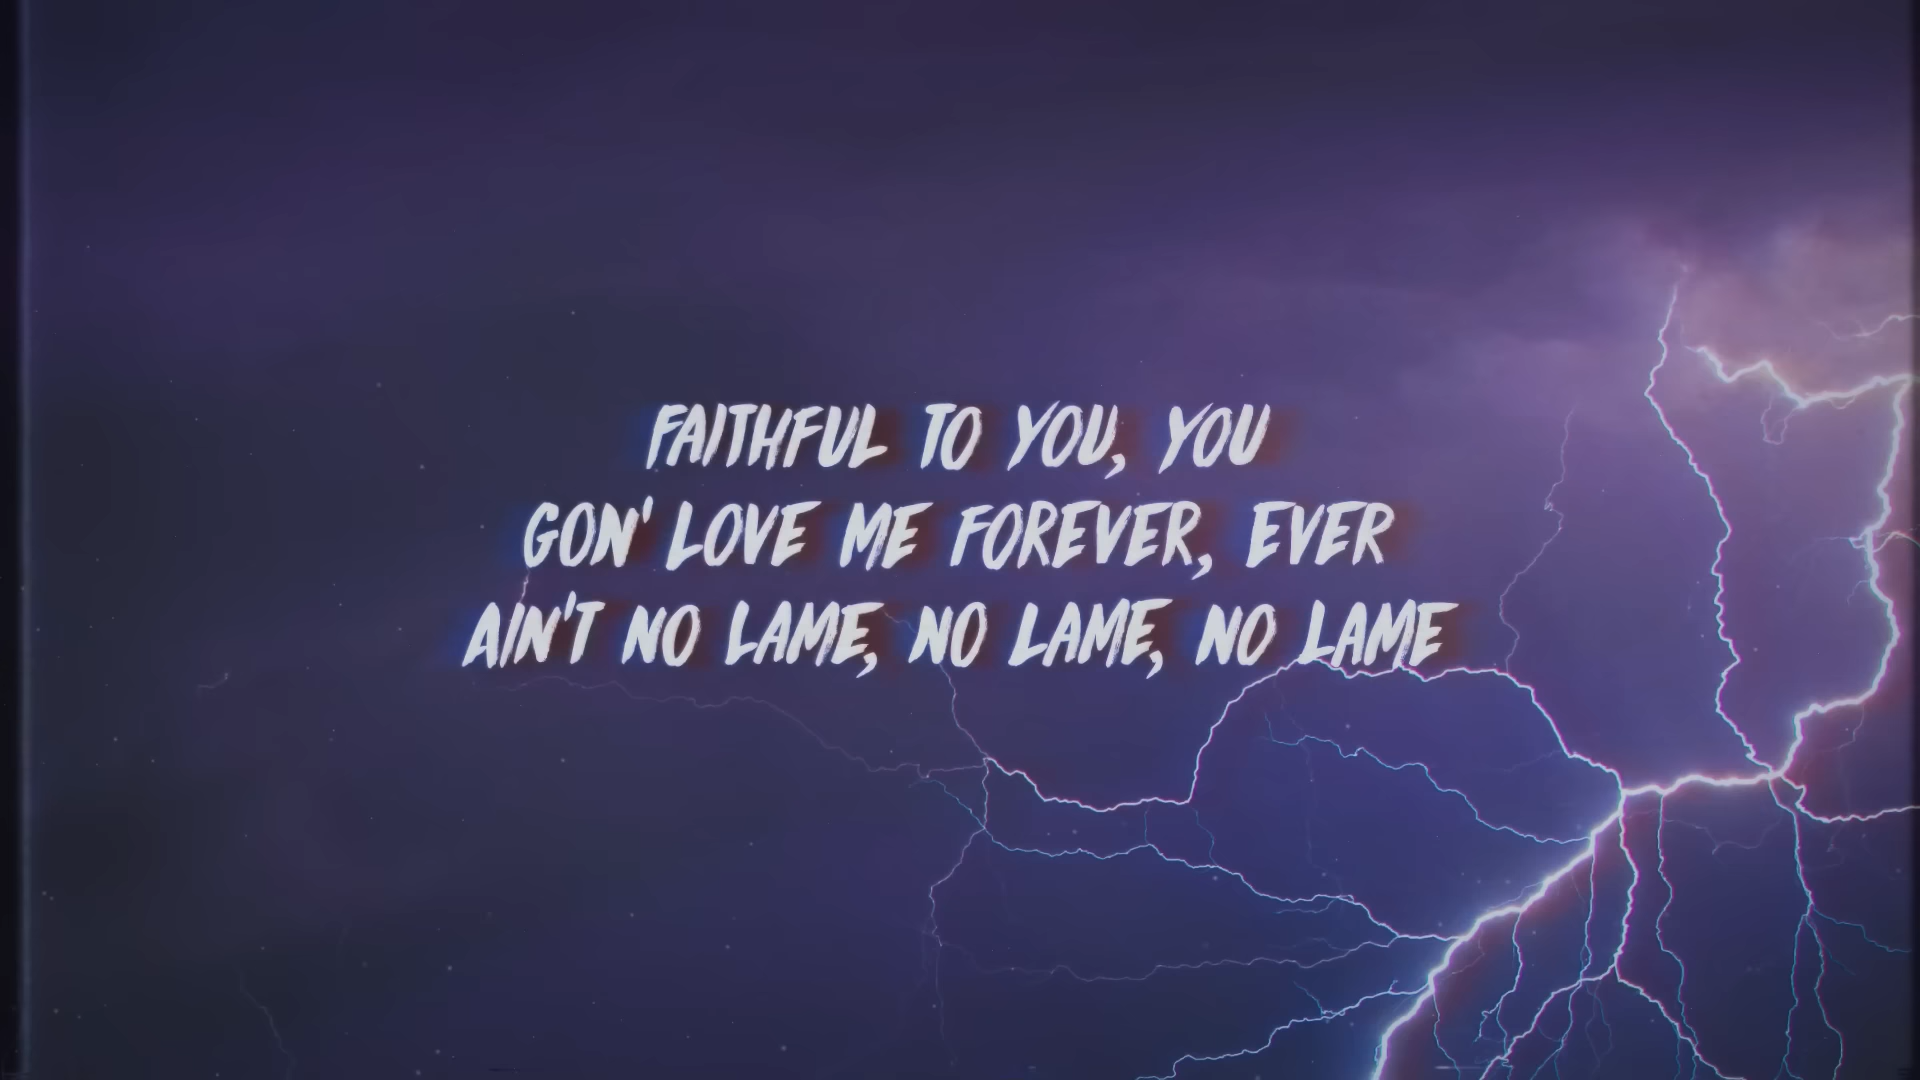 FAITHFUL TO YOU, YOU
GON' LOVE ME FOREVER, EVER
AIN'T NO LAME, NO LAME, NO LAME